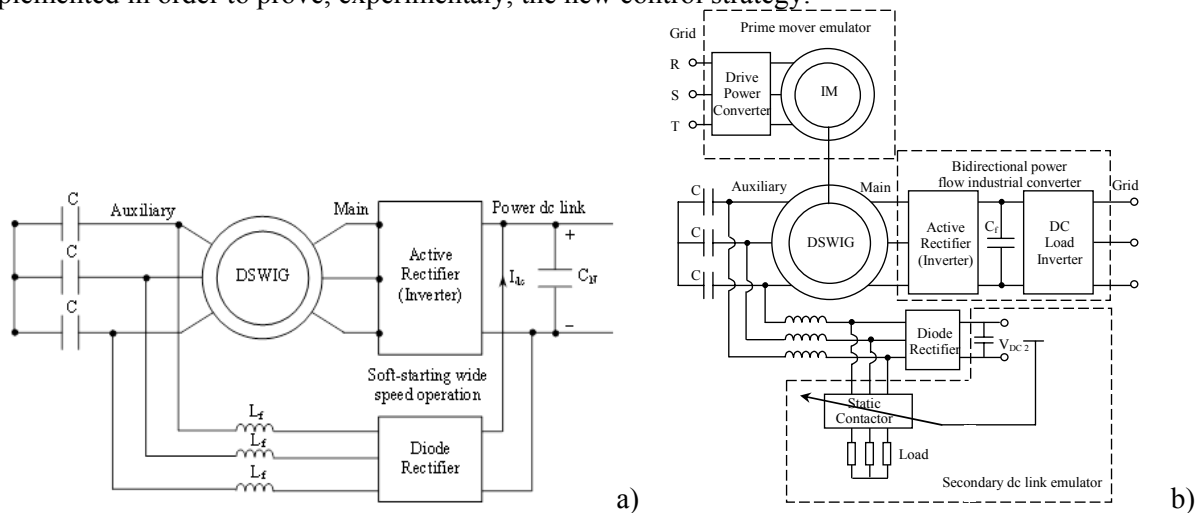 plemented in order to prove, experimentary, the new control strategy.
C
C
C
Auxiliary
DSWIG
Main
Active
Rectifier
(Inverter)
Power dc link
+
−
I
dc
Soft-starting wide
speed operation
L
f
L
f
L
f
Diode
Rectifier
a)
Grid
R
S
T
Prime mover emulator
Drive
Power
Converter
IM
C
C
C
Auxiliary
DSWIG
Main
Bidirectional power
flow industrial converter
Active
Rectifier
(Inverter)
C
f
DC
Load
Inverter
Grid
Diode
Rectifier
V
DC 2
Static
Contactor
Load
Secondary dc link emulator
b)